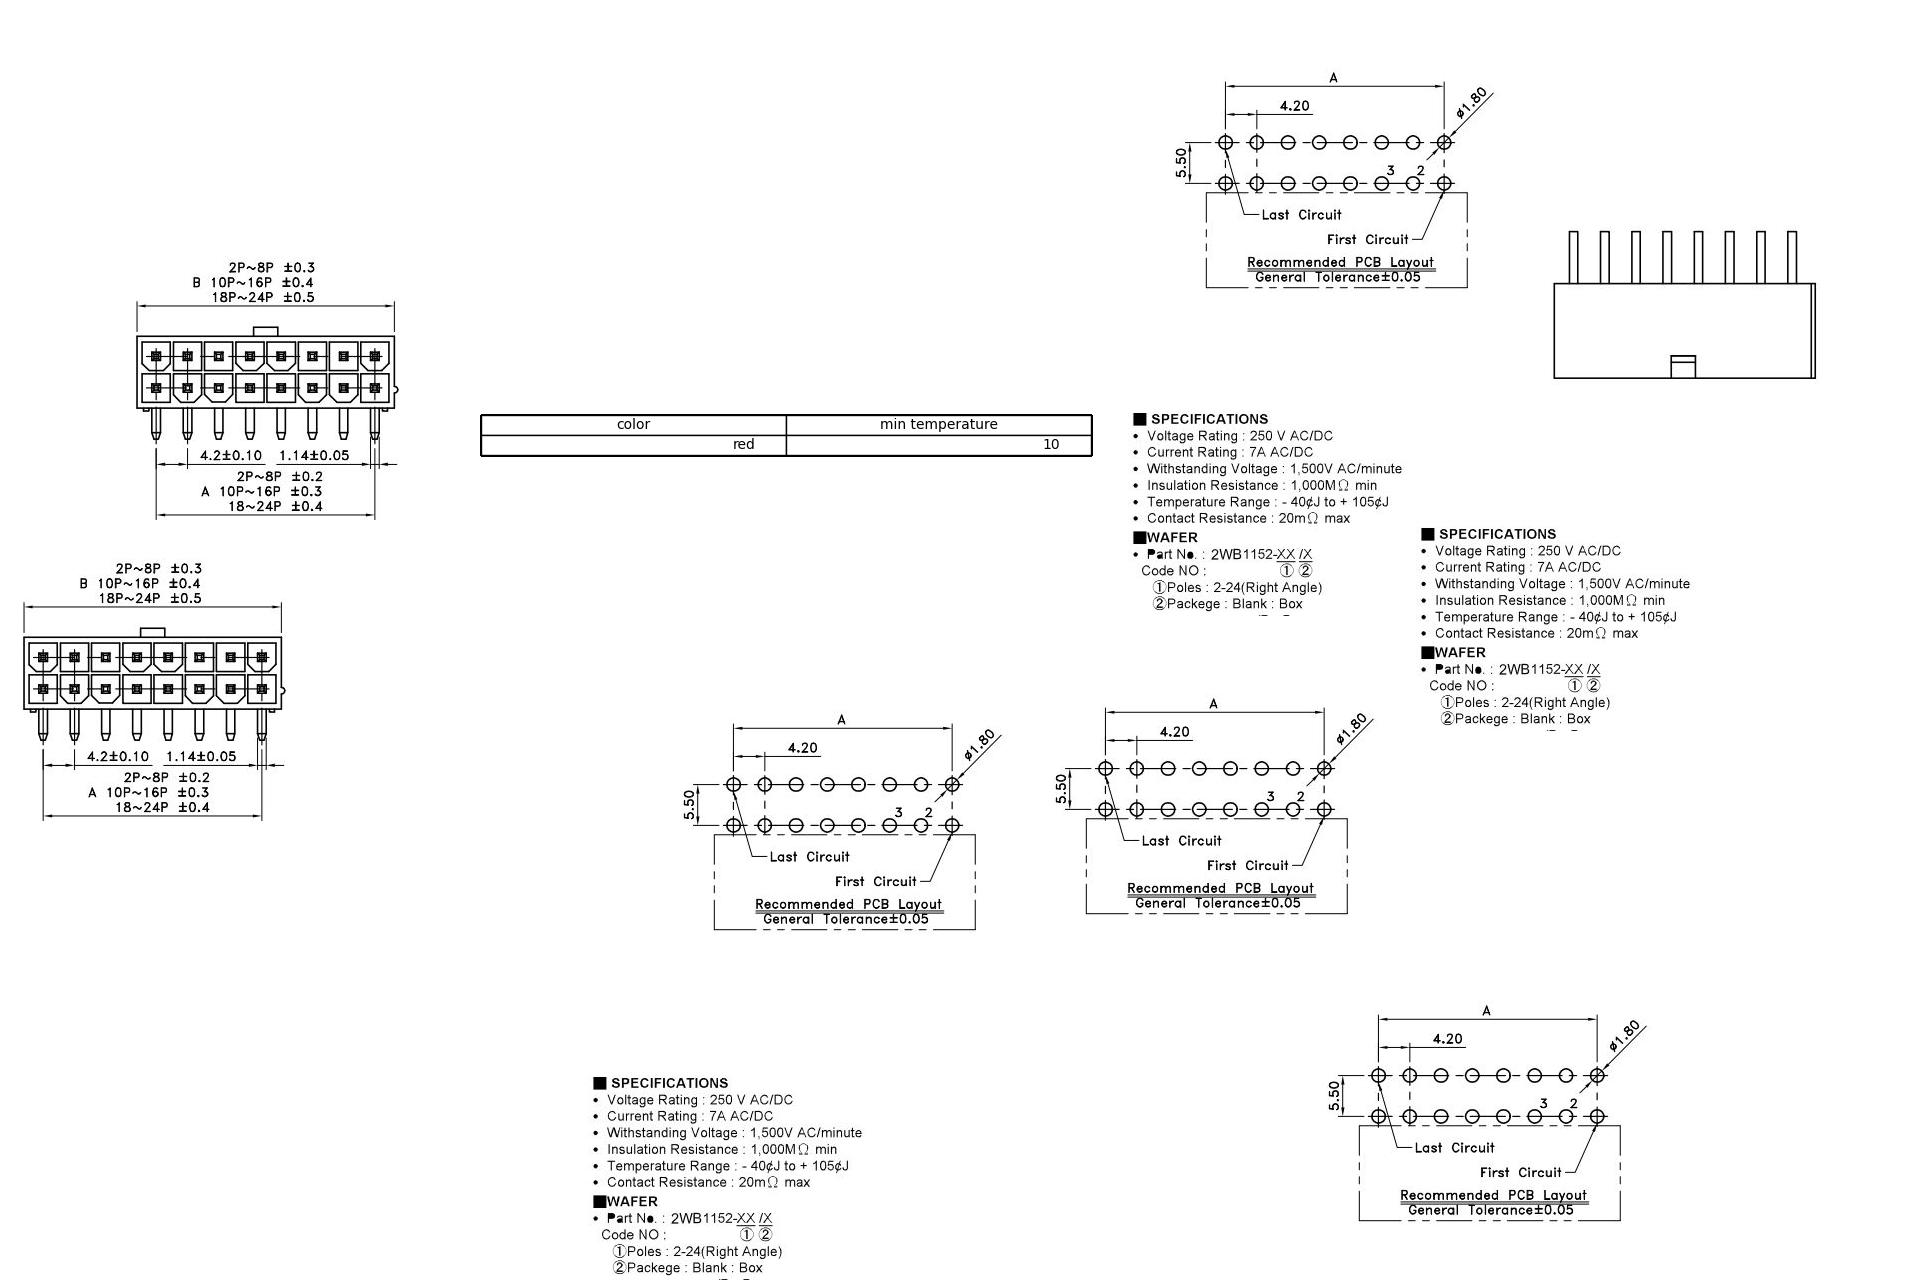 A
4.20
ø1.80
5.50
3 2
Last Circuit
First Circuit
Recommended PCB Layout
General Tolerance±0.05
2P~8P ±0.3
B 10P~16P ±0.4
18P~24P ±0.5
4.2±0.10 1.14±0.05
2P~8P ±0.2
A 10P~16P ±0.3
18~24P ±0.4
color min temperature
red 10
■ SPECIFICATIONS
• Voltage Rating : 250 V AC/DC
• Current Rating : 7A AC/DC
• Withstanding Voltage : 1,500V AC/minute
• Insulation Resistance : 1,000MΩ min
• Temperature Range : - 40¢J to + 105¢J
• Contact Resistance : 20mΩ max
■WAFER
• Part No. : 2WB1152-XX /X
Code NO : ① ②
①Poles : 2-24(Right Angle)
②Packege : Blank : Box
■ SPECIFICATIONS
• Voltage Rating : 250 V AC/DC
• Current Rating : 7A AC/DC
• Withstanding Voltage : 1,500V AC/minute
• Insulation Resistance : 1,000MΩ min
• Temperature Range : - 40¢J to + 105¢J
• Contact Resistance : 20mΩ max
■WAFER
• Part No. : 2WB1152-XX /X
Code NO : ① ②
①Poles : 2-24(Right Angle)
②Packege : Blank : Box
2P~8P ±0.3
B 10P~16P ±0.4
18P~24P ±0.5
4.2±0.10 1.14±0.05
2P~8P ±0.2
A 10P~16P ±0.3
18~24P ±0.4
A
4.20
ø1.80
5.50
3 2
Last Circuit
First Circuit
Recommended PCB Layout
General Tolerance±0.05
A
4.20
ø1.80
5.50
3 2
Last Circuit
First Circuit
Recommended PCB Layout
General Tolerance±0.05
A
4.20
ø1.80
5.50
3 2
Last Circuit
First Circuit
Recommended PCB Layout
General Tolerance±0.05
■ SPECIFICATIONS
• Voltage Rating : 250 V AC/DC
• Current Rating : 7A AC/DC
• Withstanding Voltage : 1,500V AC/minute
• Insulation Resistance : 1,000MΩ min
• Temperature Range : - 40¢J to + 105¢J
• Contact Resistance : 20mΩ max
■WAFER
• Part No. : 2WB1152-XX /X
Code NO : ① ②
①Poles : 2-24(Right Angle)
②Packege : Blank : Box